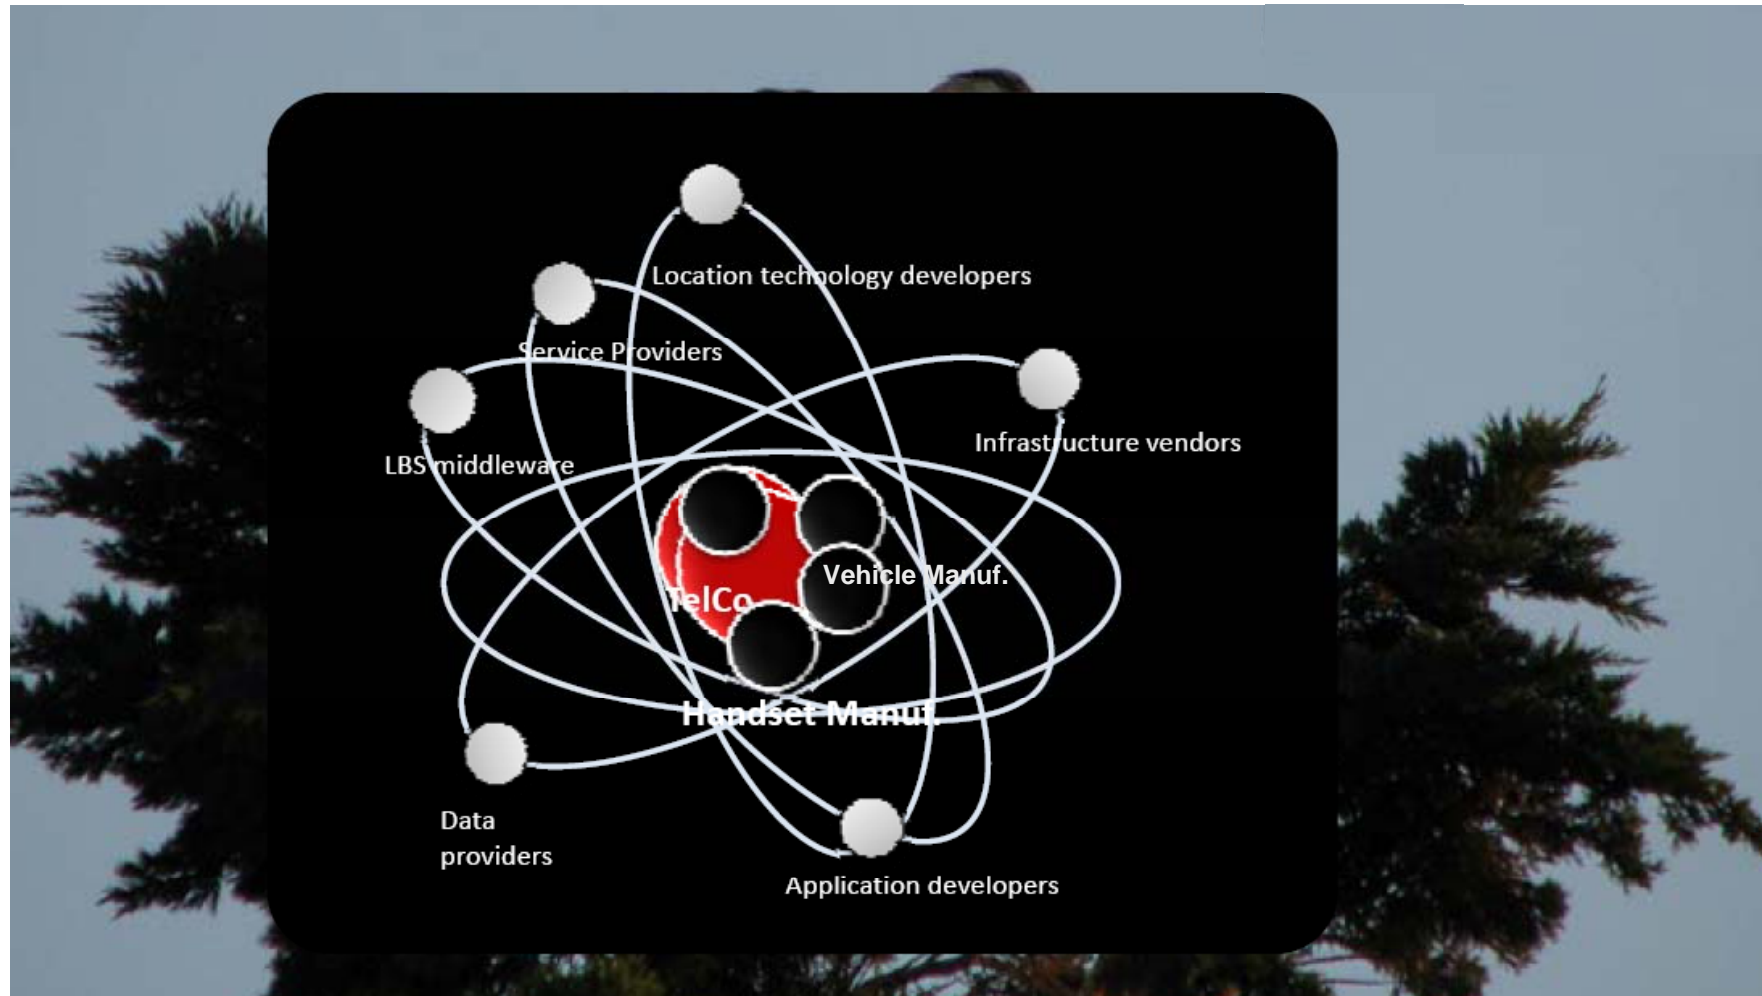 Location technology developers
Service Providers
Infrastructure vendors
LBS middleware
Vehicle Manuf.
TelCo
Handset Manuf.
Data
providers
Application developers